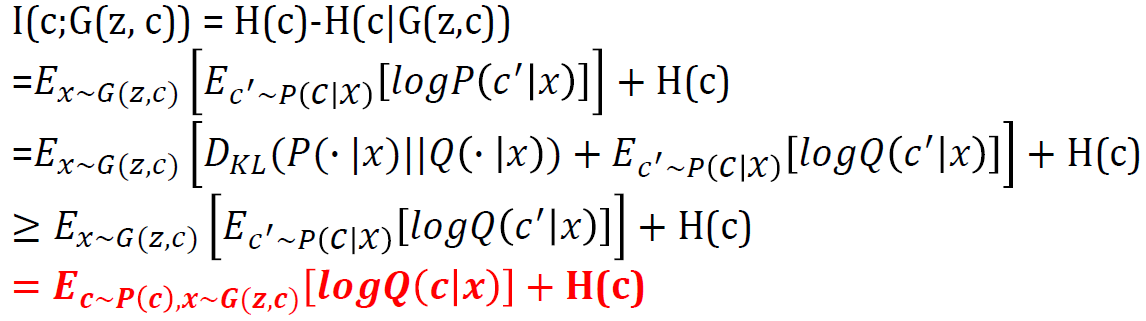 I(c;G(z, c)) = H(c)-H(c|G(z,c))
=E_{x~G(z,c)} [E_{c′~P(C|X)}[logP(c′|x)]] + H(c)
=E_{x~G(z,c)} [D_{KL}(P(· |x)||Q(· |x)) + E_{c′~P(C|X)}[logQ(c′|x)]] + H(c)
≥ E_{x~G(z,c)} [E_{c′~P(C|X)}[logQ(c′|x)]] + H(c)
= E_{c~P(c),x~G(z,c)}[logQ(c|x)] + H(c)